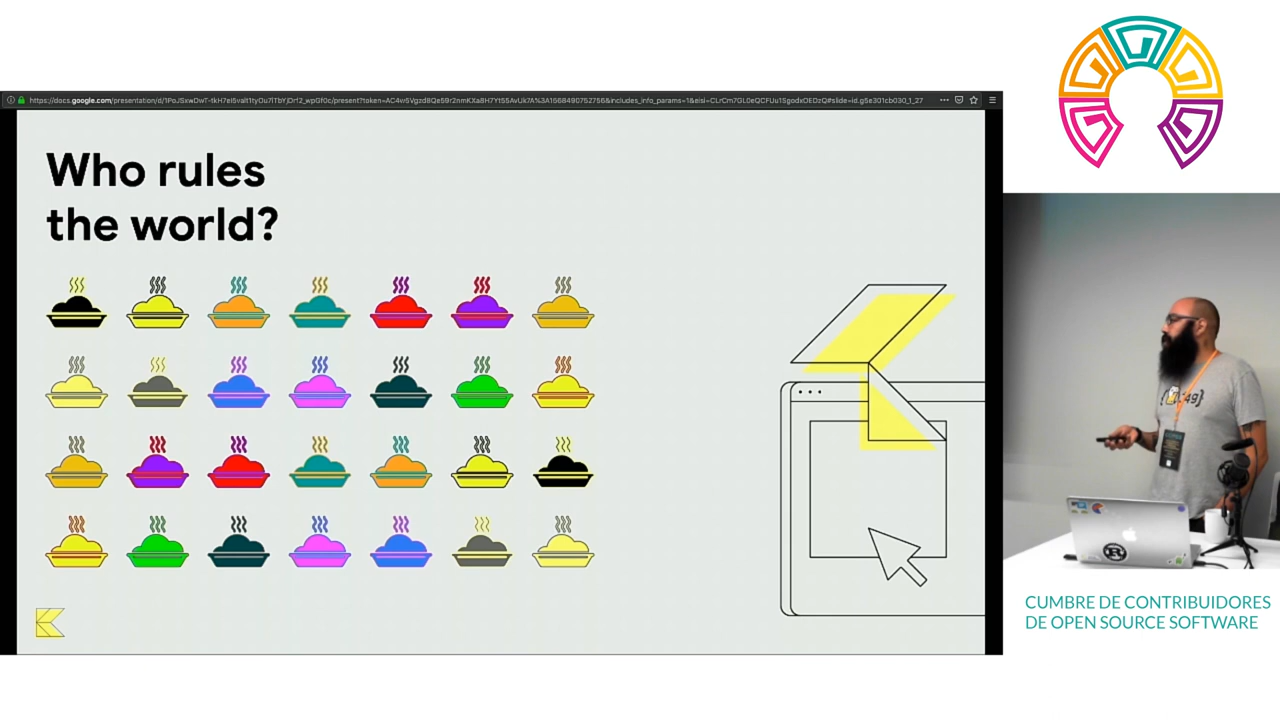 Who rules
the world?
CUMBRE DE CONTRIBUIDORES
DE OPEN SOURCE SOFTWARE